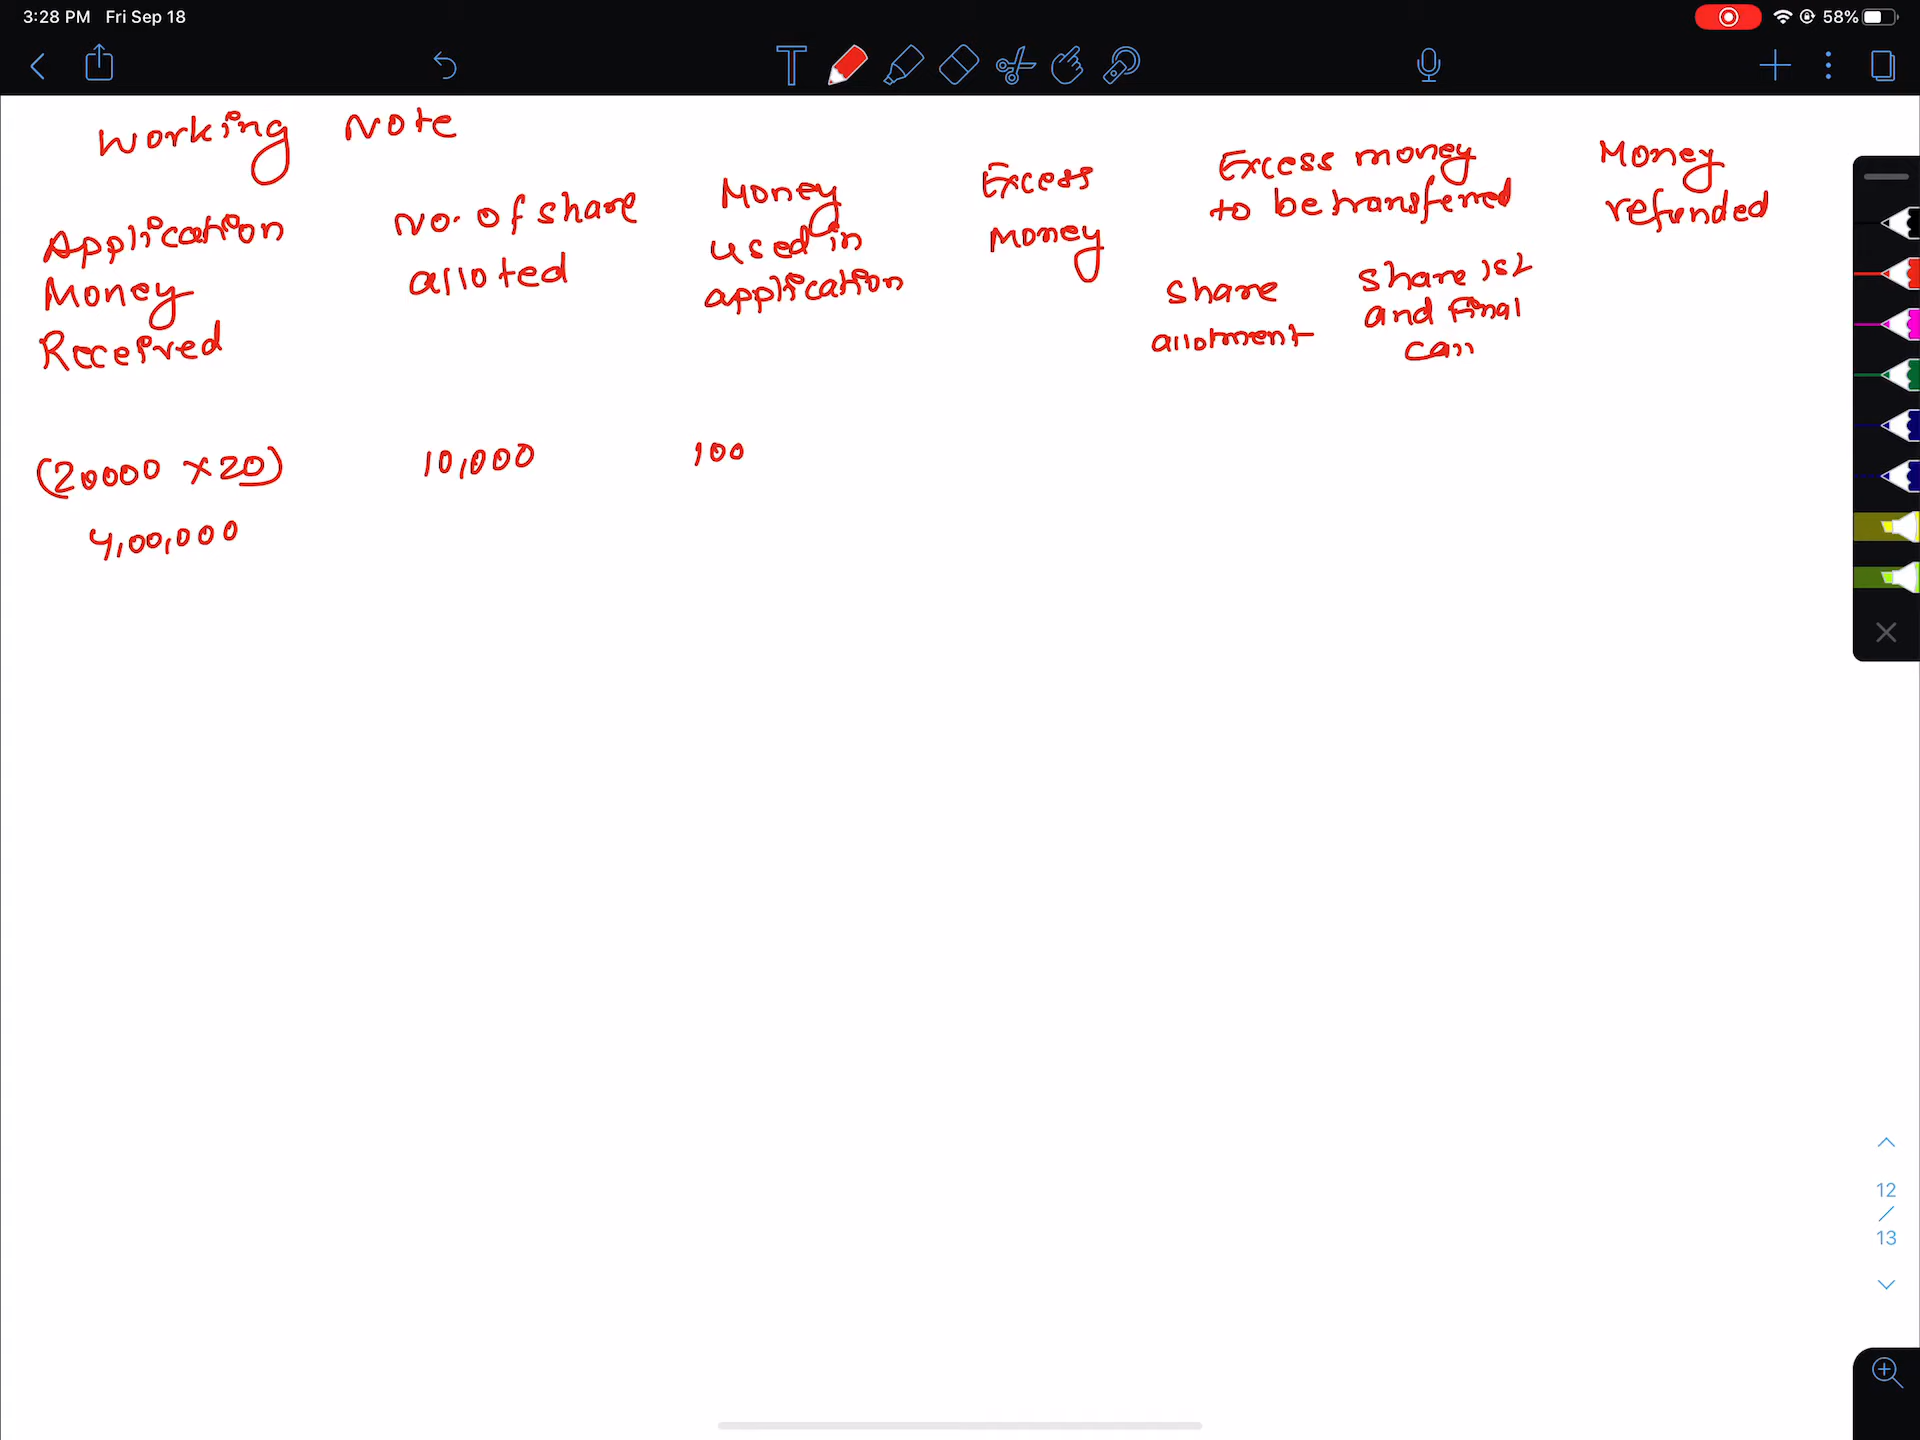 3:28 PM Fri Sep 18
58%
Working Note
Application
Money
Received
No. of share
alloted
Money
used in
application
Excess
Money
Excess money
to be transferred
Share
allotment
Share 1st
and final
call
Money
refunded
(20000 × 20)
4,00,000
10,000
100
12
/
13